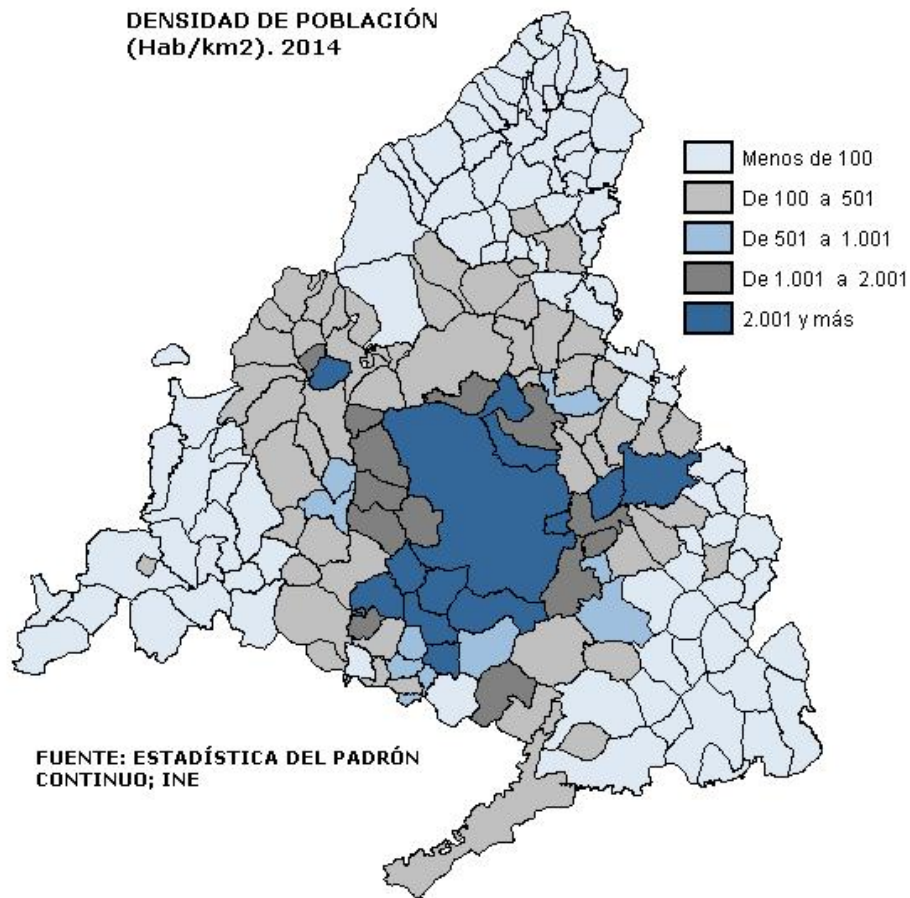 DENSIDAD DE POBLACIÓN
(Hab/km2). 2014
Menos de 100
De 100 a 501
De 501 a 1.001
De 1.001 a 2.001
2.001 y más
FUENTE: ESTADÍSTICA DEL PADRÓN
CONTINUO; INE